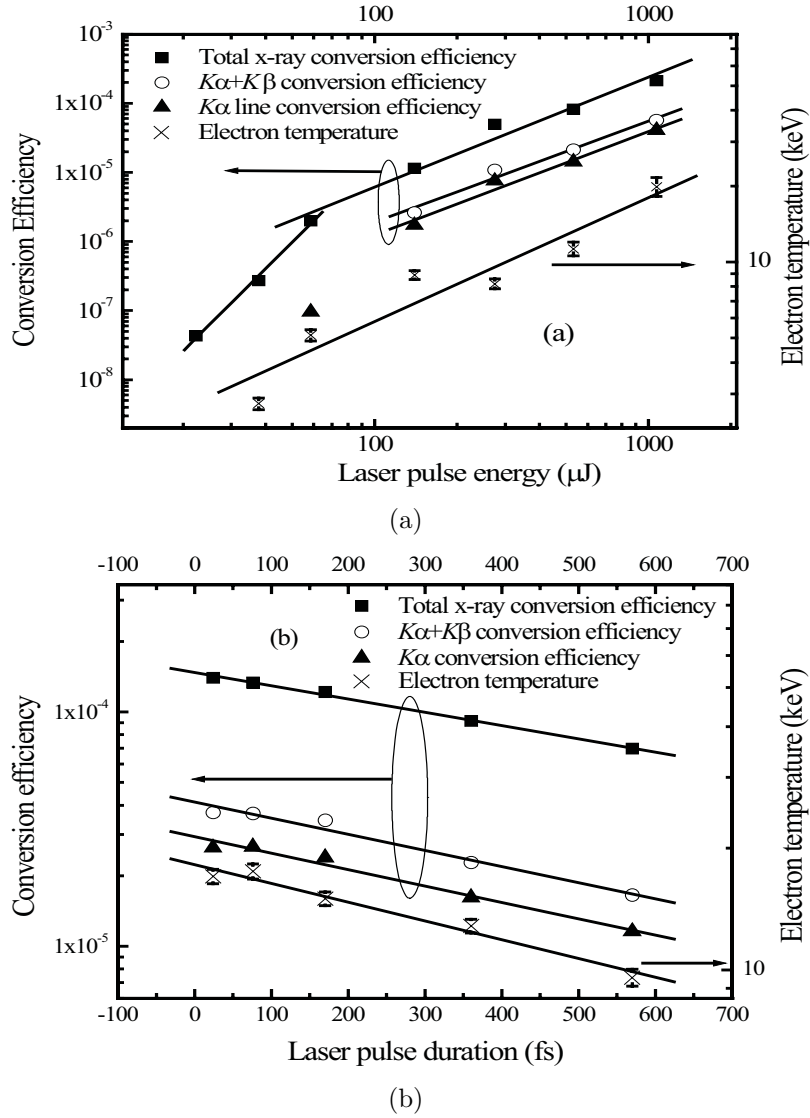 100 1000
10⁻³
10⁻⁴
10⁻⁵
10⁻⁶
10⁻⁷
10⁻⁸
Conversion Efficiency
Total x-ray conversion efficiency
Kα+Kβ conversion efficiency
Kα line conversion efficiency
Electron temperature
(a)
10
Electron temperature (keV)
100 1000
Laser pulse energy (μJ)
(a)
-100 0 100 200 300 400 500 600 700
1x10⁻⁴
1x10⁻⁵
Conversion efficiency
(b)
Total x-ray conversion efficiency
Kα+Kβ conversion efficiency
Kα conversion efficiency
Electron temperature
10
Electron temperature (keV)
-100 0 100 200 300 400 500 600 700
Laser pulse duration (fs)
(b)